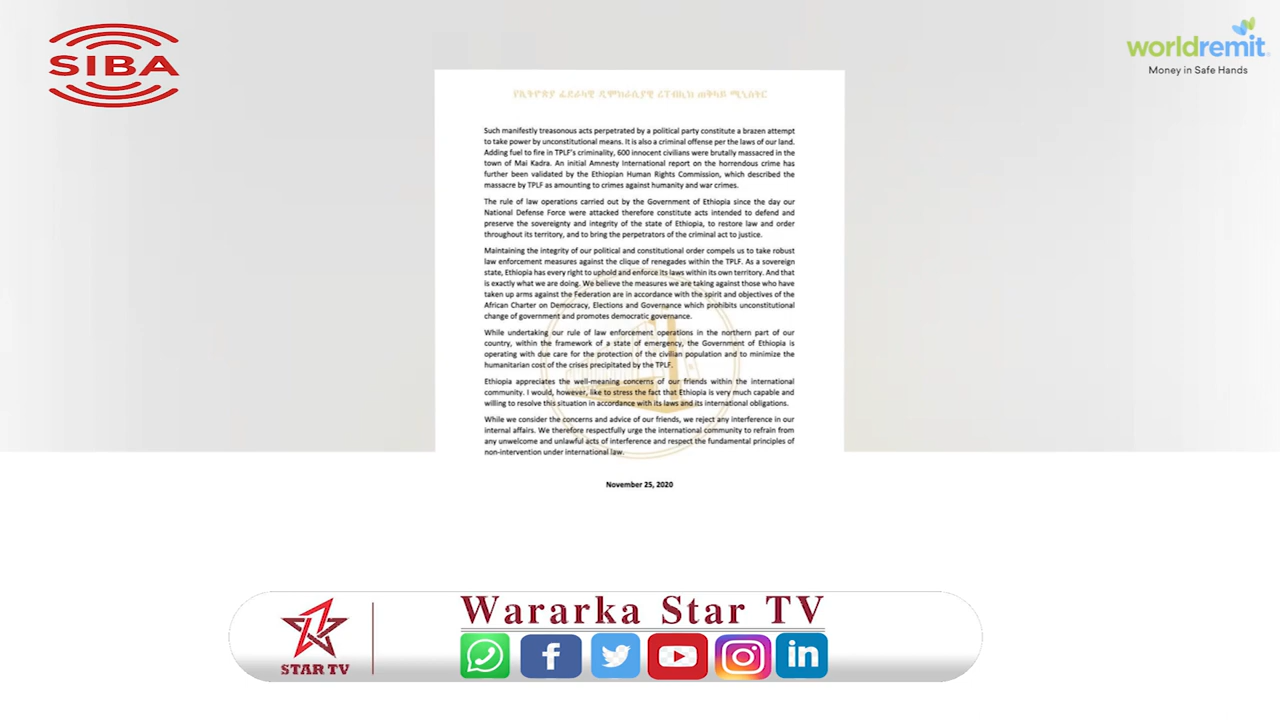 SIBA
worldremit
Money in Safe Hands
የኢትዮጵያ ፌደራላዊ ዲሞክራሲያዊ ሪፐብሊክ ጠቅላይ ሚኒስትር
Such manifestly treasonous acts perpetrated by a political party constitute a brazen attempt
to take power by unconstitutional means. It is also a criminal offense per the laws of our land.
Adding fuel to fire in TPLF's criminality, 600 innocent civilians were brutally massacred in the
town of Mai Kadra. An initial Amnesty International report on the horrendous crime has
further been validated by the Ethiopian Human Rights Commission, which described the
massacre by TPLF as amounting to crimes against humanity and war crimes.
The rule of law operations carried out by the Government of Ethiopia since the day our
National Defense Force were attacked therefore constitute acts intended to defend and
preserve the sovereignty and integrity of the state of Ethiopia, to restore law and order
throughout its territory, and to bring the perpetrators of the criminal act to justice.
Maintaining the integrity of our political and constitutional order compels us to take robust
law enforcement measures against the clique of renegades within the TPLF. As a sovereign
state, Ethiopia has every right to uphold and enforce its laws within its own territory. And that
is exactly what we are doing. We believe the measures we are taking against those who have
taken up arms against the Federation are in accordance with the spirit and objectives of the
African Charter on Democracy, Elections and Governance which prohibits unconstitutional
change of government and promotes democratic governance.
While undertaking our rule of law enforcement operations in the northern part of our
country, within the framework of a state of emergency, the Government of Ethiopia is
operating with due care for the protection of the civilian population and to minimize the
humanitarian cost of the crises precipitated by the TPLF.
Ethiopia appreciates the well-meaning concerns of our friends within the international
community. I would, however, like to stress the fact that Ethiopia is very much capable and
willing to resolve this situation in accordance with its laws and its international obligations.
While we consider the concerns and advice of our friends, we reject any interference in our
internal affairs. We therefore respectfully urge the international community to refrain from
any unwelcome and unlawful acts of interference and respect the fundamental principles of
non-intervention under international law.
November 25, 2020
Wararka Star TV
STAR TV